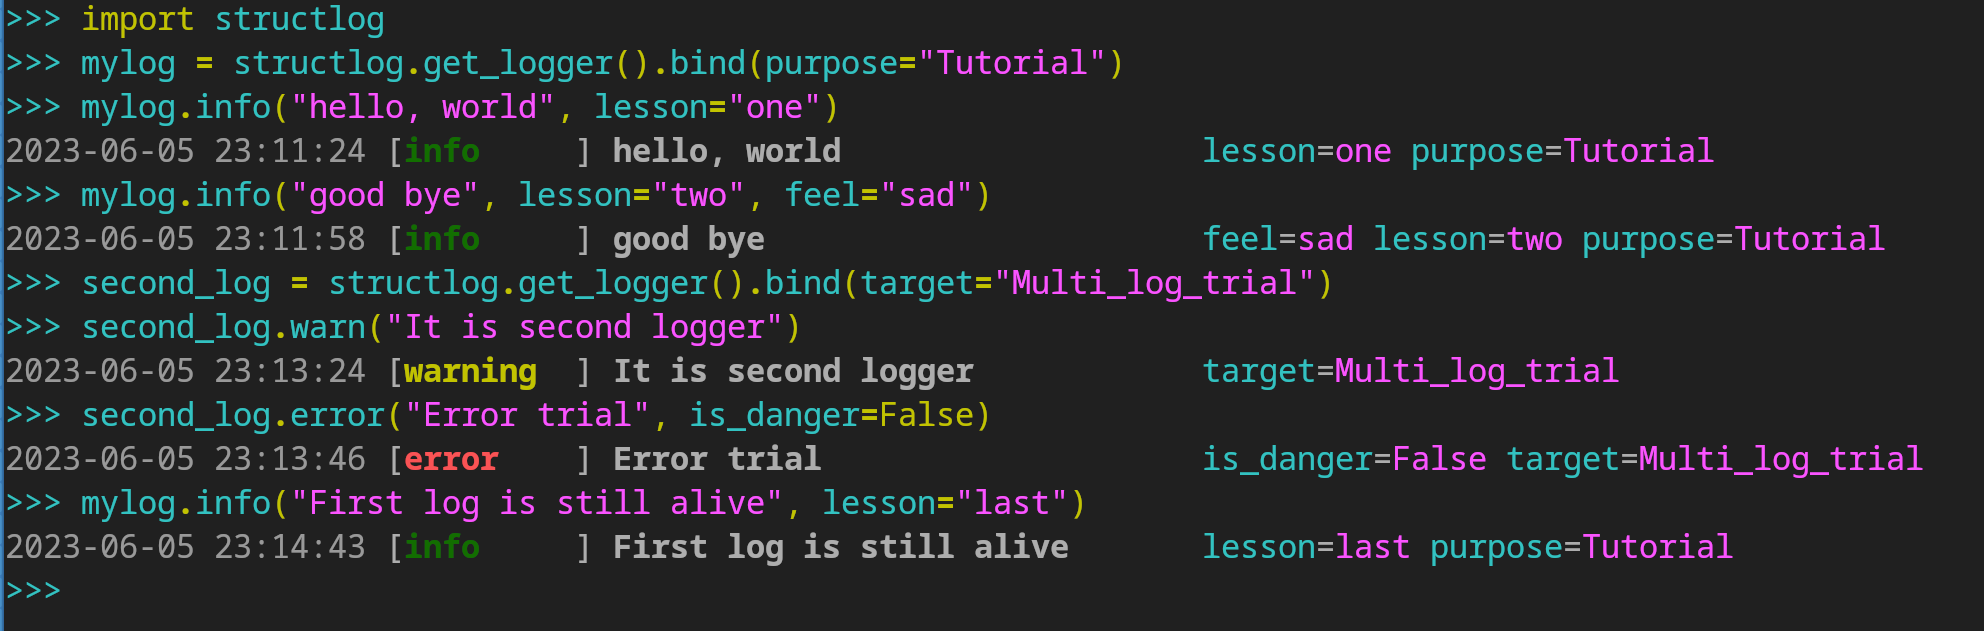 >>> import structlog
>>> mylog = structlog.get_logger().bind(purpose="Tutorial")
>>> mylog.info("hello, world", lesson="one")
2023-06-05 23:11:24 [info     ] hello, world                   lesson=one purpose=Tutorial
>>> mylog.info("good bye", lesson="two", feel="sad")
2023-06-05 23:11:58 [info     ] good bye                       feel=sad lesson=two purpose=Tutorial
>>> second_log = structlog.get_logger().bind(target="Multi_log_trial")
>>> second_log.warn("It is second logger")
2023-06-05 23:13:24 [warning  ] It is second logger            target=Multi_log_trial
>>> second_log.error("Error trial", is_danger=False)
2023-06-05 23:13:46 [error    ] Error trial                    is_danger=False target=Multi_log_trial
>>> mylog.info("First log is still alive", lesson="last")
2023-06-05 23:14:43 [info     ] First log is still alive       lesson=last purpose=Tutorial
>>>